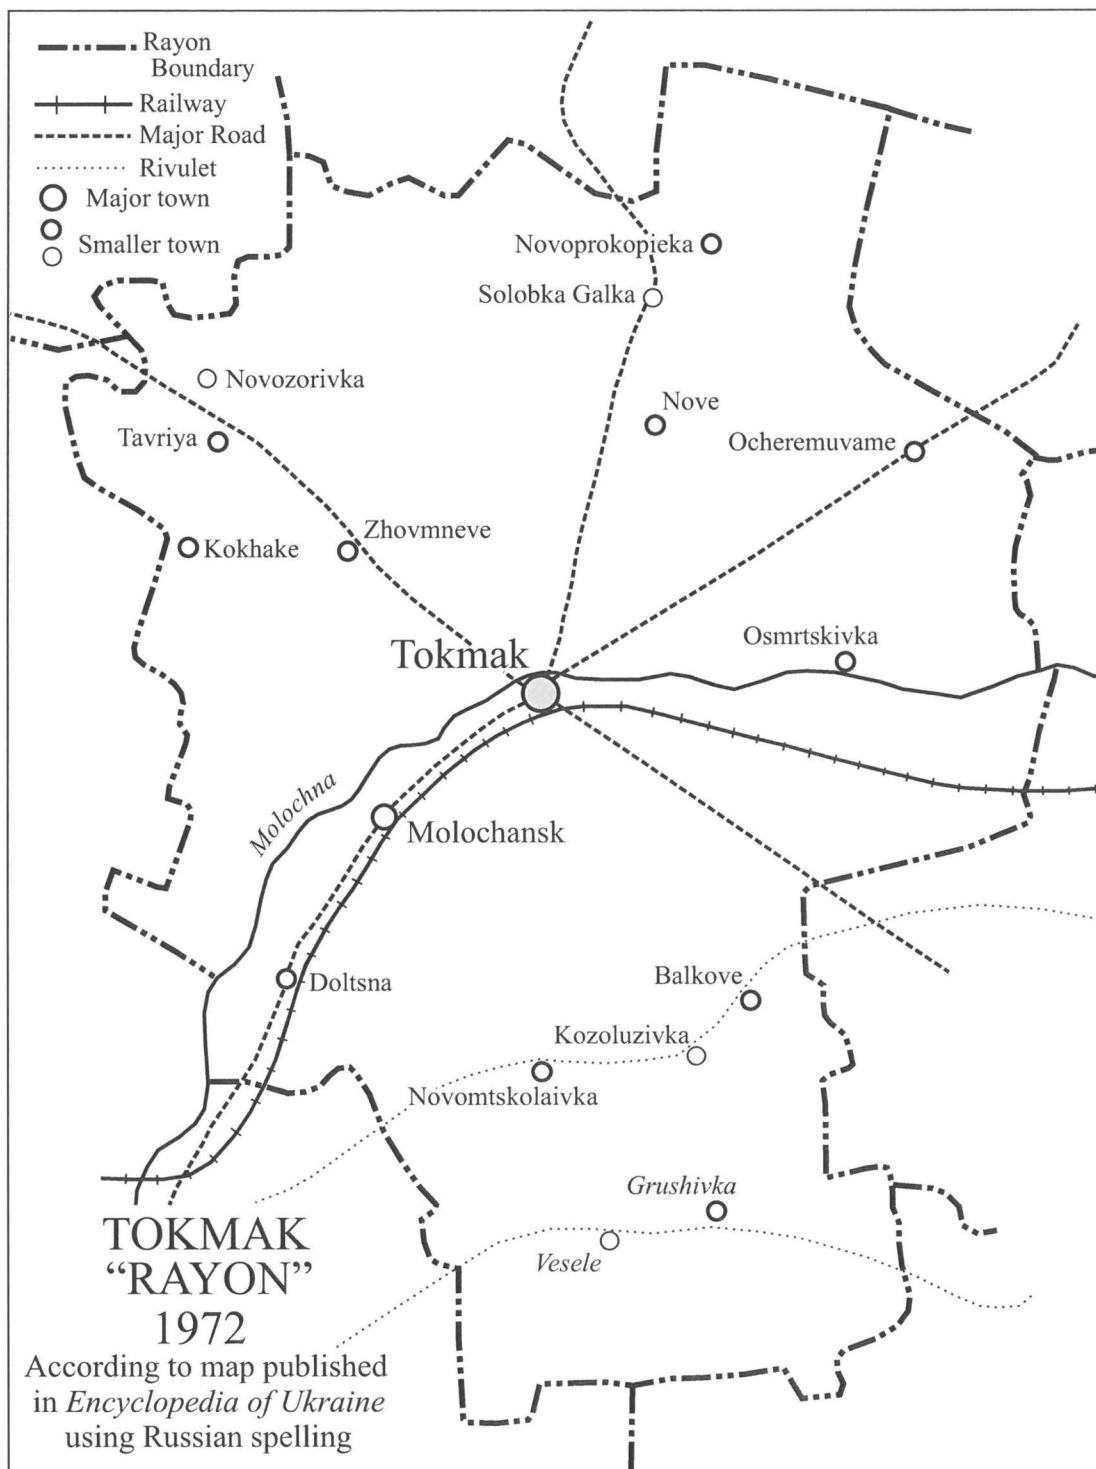 Rayon
Boundary
Railway
Major Road
Rivulet
Major town
Smaller town
Novoprokopieka
Solobka Galka
Novozorivka
Nove
Tavriya
Ocheremuvame
Zhovmneve
Kokhake
Osmrtskivka
Tokmak
Molochna
Molochansk
Balkove
Doltsna
Kozoluzivka
Novomtskolaivka
Grushivka
Vesele
TOKMAK
“RAYON”
1972
According to map published
in Encyclopedia of Ukraine
using Russian spelling